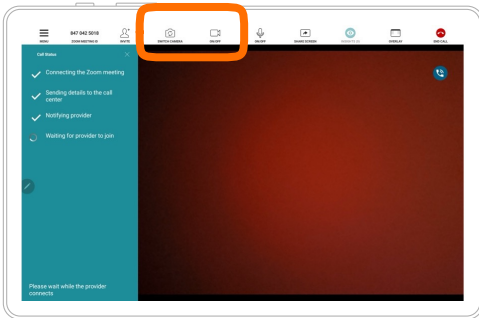 MENU
847 042 5018
ZOOM MEETING ID
INVITE
SWITCH CAMERA
ON/OFF
ON/OFF
SHARE SCREEN
OVERLAY
END CALL
Call Status
Connecting the Zoom meeting
Sending details to the call
center
Notifying provider
Waiting for provider to join
Please wait while the provider
connects